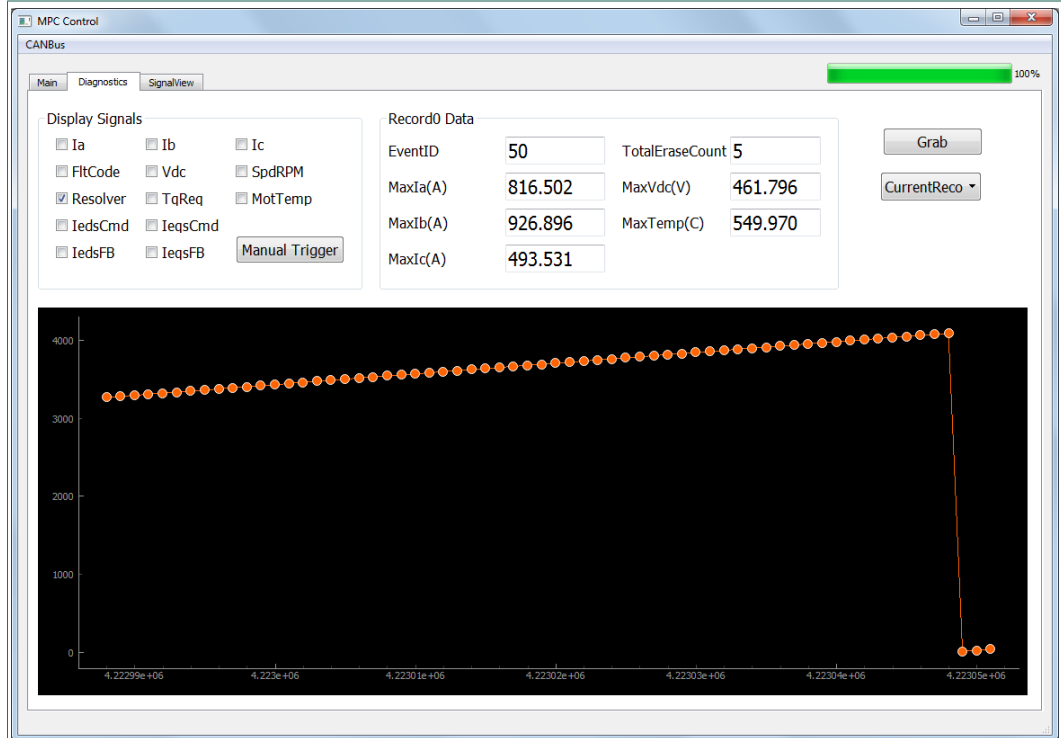 MPC Control
CANBus
Main Diagnostics SignalView 100%
Display Signals
Ia Ib Ic
FltCode Vdc SpdRPM
Resolver TqReq MotTemp
IedsCmd IeqsCmd
IedsFB IeqsFB Manual Trigger
Record0 Data
EventID 50 TotalEraseCount 5
MaxIa(A) 816.502 MaxVdc(V) 461.796
MaxIb(A) 926.896 MaxTemp(C) 549.970
MaxIc(A) 493.531
Grab
CurrentReco
4000
3000
2000
1000
0
4.22299e+06 4.223e+06 4.22301e+06 4.22302e+06 4.22303e+06 4.22304e+06 4.22305e+06